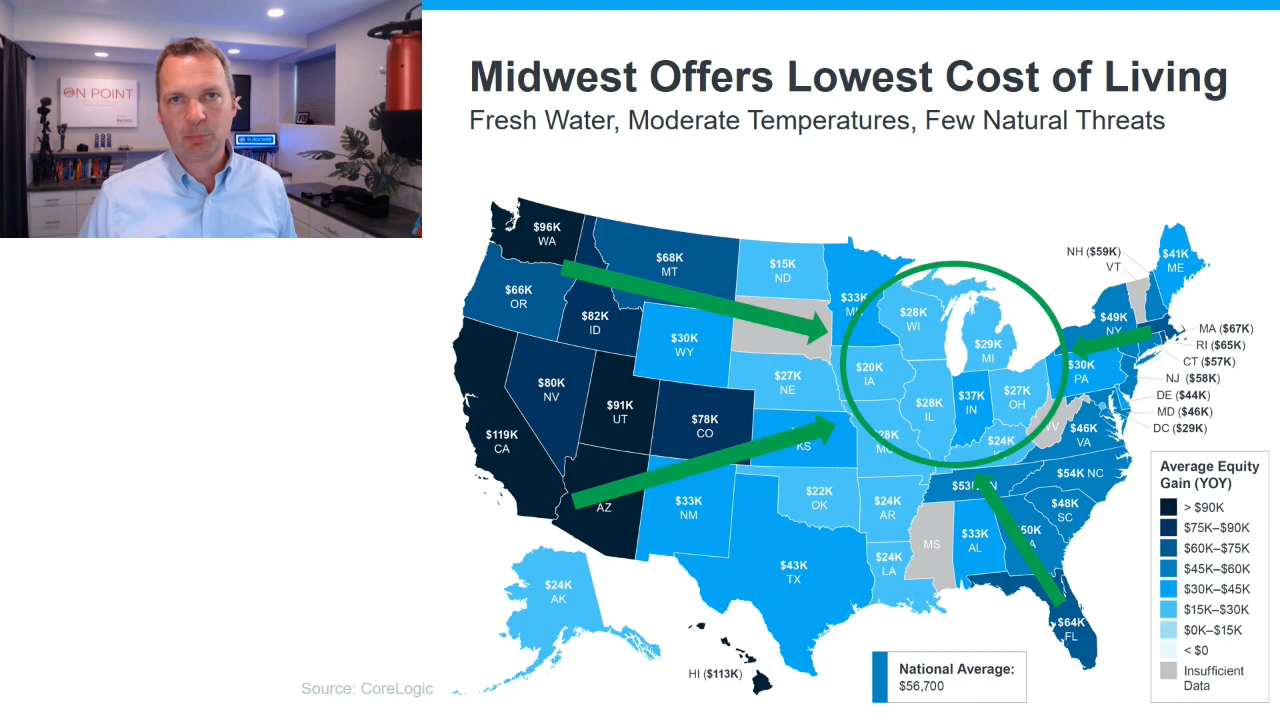 ON POINT
SUBSCRIBE
Midwest Offers Lowest Cost of Living
Fresh Water, Moderate Temperatures, Few Natural Threats
$96K
WA
$66K
OR
$82K
ID
$68K
MT
$15K
ND
$33K
$28K
WI
$29K
MI
NH ($59K)
VT
$41K
ME
$49K
NY
MA ($67K)
RI ($65K)
CT ($57K)
NJ ($58K)
DE ($44K)
MD ($46K)
DC ($29K)
$30K
PA
$30K
WY
$80K
NV
$91K
UT
$78K
CO
$27K
NE
$20K
IA
$28K
IL
$37K
IN
$27K
OH
$24K
$46K
VA
$119K
CA
KS
AZ
$33K
NM
$22K
OK
$24K
AR
$54K NC
$48K
SC
MS
$33K
AL
$24K
LA
$43K
TX
$64K
FL
$24K
AK
HI ($113K)
Average Equity
Gain (YOY)
> $90K
$75K–$90K
$60K–$75K
$45K–$60K
$30K–$45K
$15K–$30K
$0K–$15K
< $0
Insufficient
Data
National Average:
$56,700
Source: CoreLogic